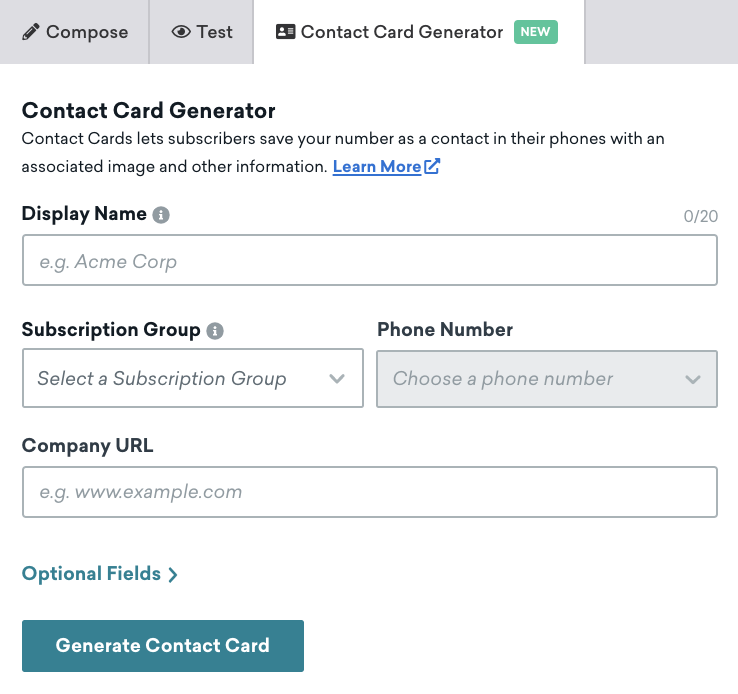 Compose Test Contact Card Generator NEW
Contact Card Generator
Contact Cards lets subscribers save your number as a contact in their phones with an
associated image and other information. Learn More
Display Name 0/20
e.g. Acme Corp
Subscription Group Phone Number
Select a Subscription Group Choose a phone number
Company URL
e.g. www.example.com
Optional Fields
Generate Contact Card